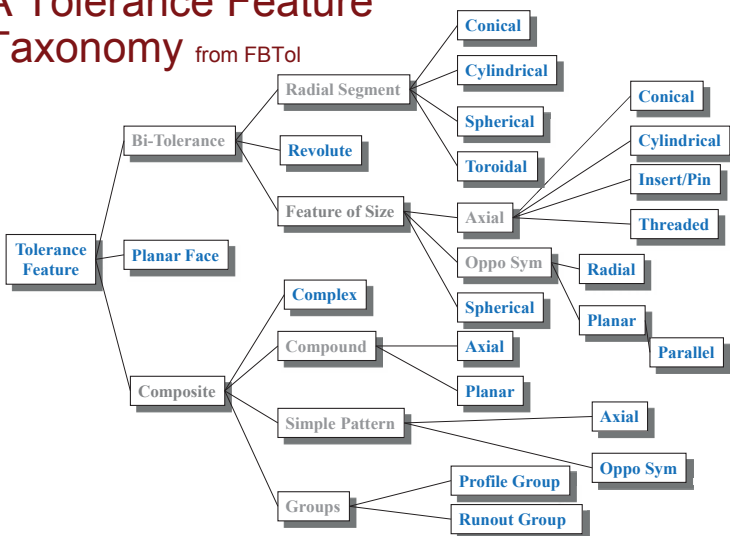 A Tolerance Feature
Taxonomy from FBTol
Conical
Cylindrical
Spherical
Toroidal
Radial Segment
Bi-Tolerance
Revolute
Feature of Size
Axial
Conical
Cylindrical
Insert/Pin
Threaded
Oppo Sym
Radial
Planar
Parallel
Spherical
Tolerance
Feature
Planar Face
Composite
Complex
Compound
Axial
Planar
Simple Pattern
Axial
Oppo Sym
Groups
Profile Group
Runout Group